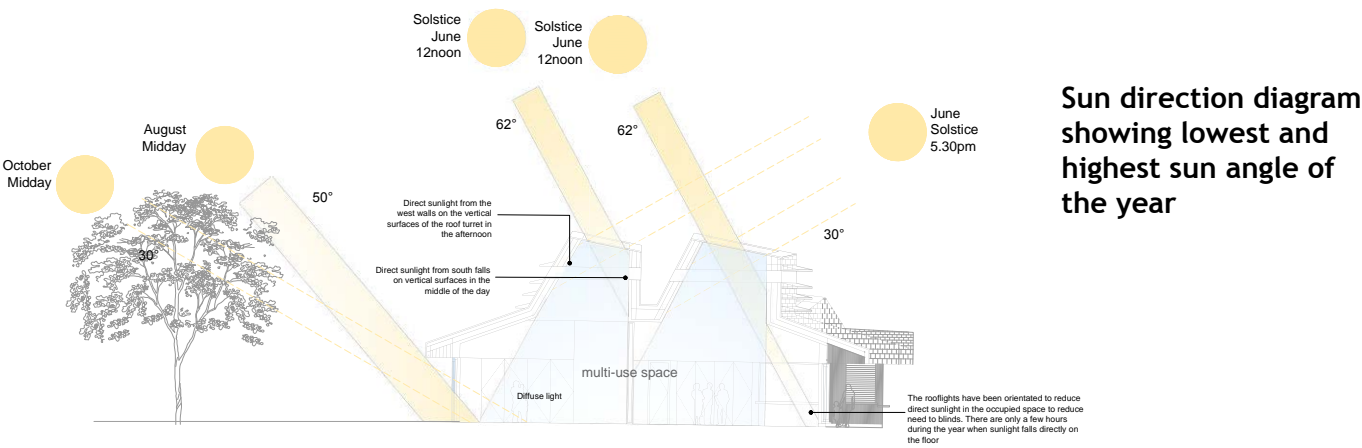 Solstice
June
12noon
Solstice
June
12noon
June
Solstice
5.30pm
August
Midday
October
Midday
62°
62°
50°
30°
30°
Direct sunlight from the
west walls on the vertical
surfaces of the roof turret in
the afternoon
Direct sunlight from south falls
on vertical surfaces in the
middle of the day
multi-use space
Diffuse light
The rooflights have been orientated to reduce
direct sunlight in the occupied space to reduce
need to blinds. There are only a few hours
during the year when sunlight falls directly on
the floor
Sun direction diagram
showing lowest and
highest sun angle of
the year